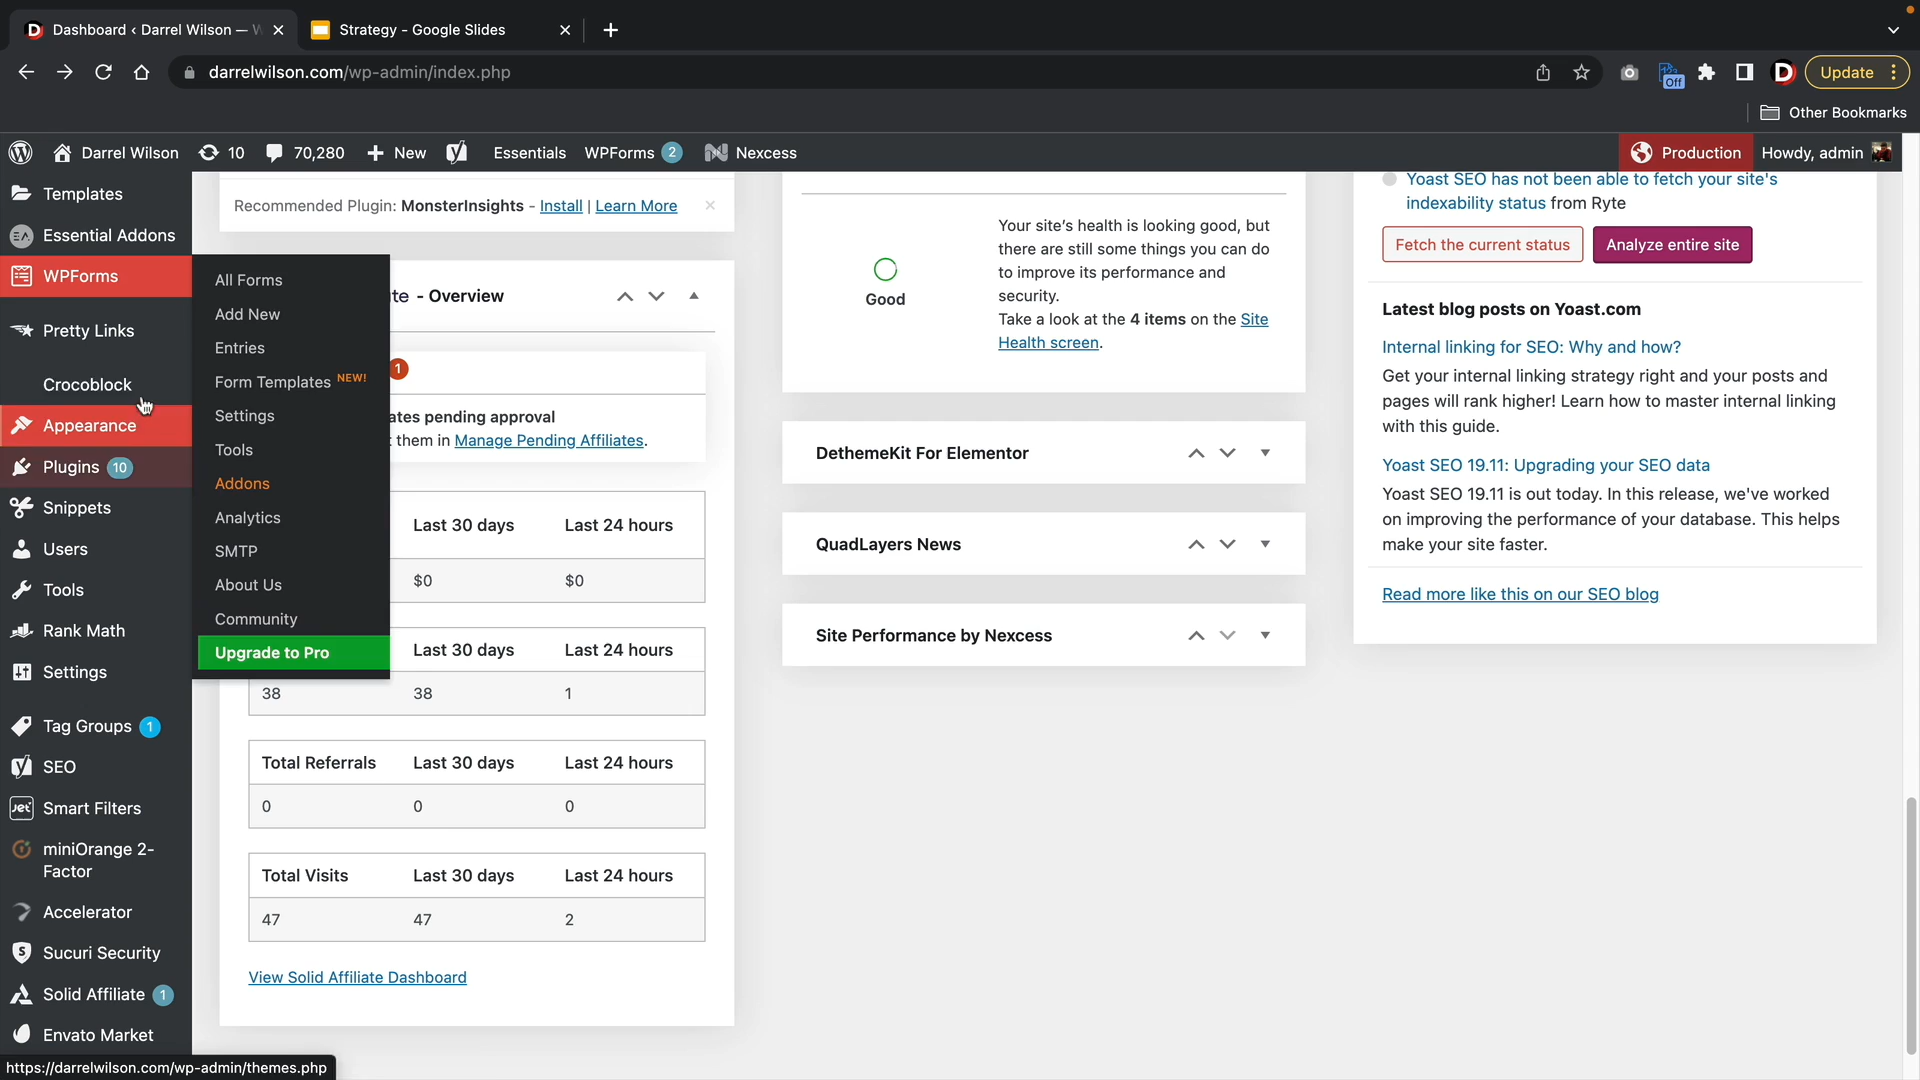 Dashboard ‹ Darrel Wilson — W
Strategy - Google Slides
darrelwilson.com/wp-admin/index.php
Off
Update
Other Bookmarks
Darrel Wilson
10
70,280
New
Essentials
WPForms 2
Nexcess
Production
Howdy, admin
Templates
Essential Addons
WPForms
Pretty Links
Crocoblock
Appearance
Plugins 10
Snippets
Users
Tools
Rank Math
Settings
Tag Groups 1
SEO
Jet Smart Filters
miniOrange 2-
Factor
Accelerator
Sucuri Security
Solid Affiliate 1
Envato Market
https://darrelwilson.com/wp-admin/themes.php
All Forms
Add New
Entries
Form Templates NEW!
Settings
Tools
Addons
Analytics
SMTP
About Us
Community
Upgrade to Pro
Recommended Plugin: MonsterInsights - Install | Learn More
te - Overview
1
ates pending approval
them in Manage Pending Affiliates.
Last 30 days Last 24 hours
$0 $0
Last 30 days Last 24 hours
38 38 1
Total Referrals Last 30 days Last 24 hours
0 0 0
Total Visits Last 30 days Last 24 hours
47 47 2
View Solid Affiliate Dashboard
Good
Your site's health is looking good, but
there are still some things you can do
to improve its performance and
security.
Take a look at the 4 items on the Site
Health screen.
DethemeKit For Elementor
QuadLayers News
Site Performance by Nexcess
Yoast SEO has not been able to fetch your site's
indexability status from Ryte
Fetch the current status
Analyze entire site
Latest blog posts on Yoast.com
Internal linking for SEO: Why and how?
Get your internal linking strategy right and your posts and
pages will rank higher! Learn how to master internal linking
with this guide.
Yoast SEO 19.11: Upgrading your SEO data
Yoast SEO 19.11 is out today. In this release, we've worked
on improving the performance of your database. This helps
make your site faster.
Read more like this on our SEO blog